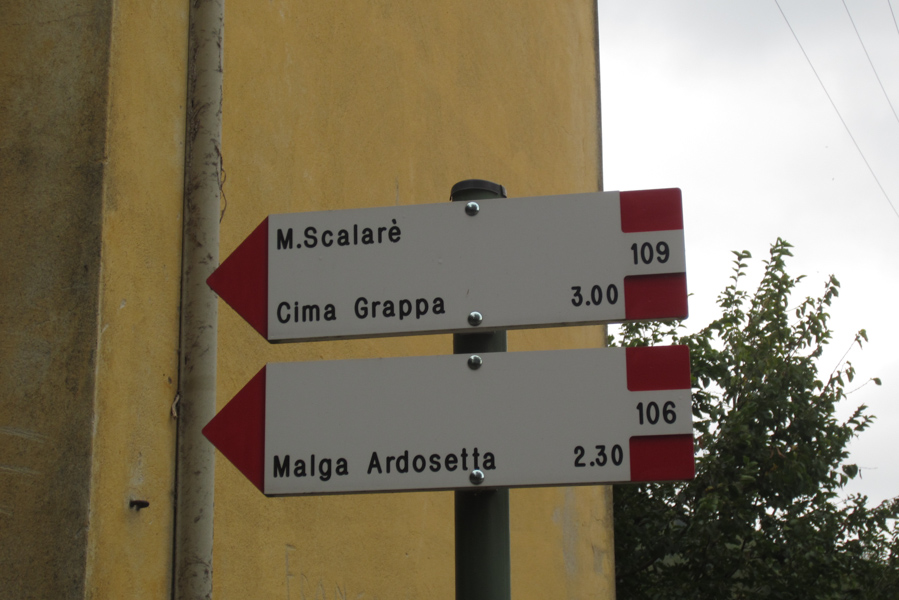 M.Scalarè
109
Cima Grappa 3.00
106
Malga Ardosetta 2.30